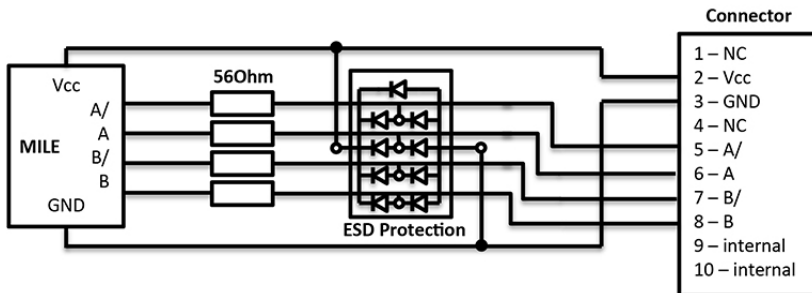 Connector
56Ohm
Vcc
A/
A
MILE
B/
B
GND
ESD Protection
1 – NC
2 – Vcc
3 – GND
4 – NC
5 – A/
6 – A
7 – B/
8 – B
9 – internal
10 – internal